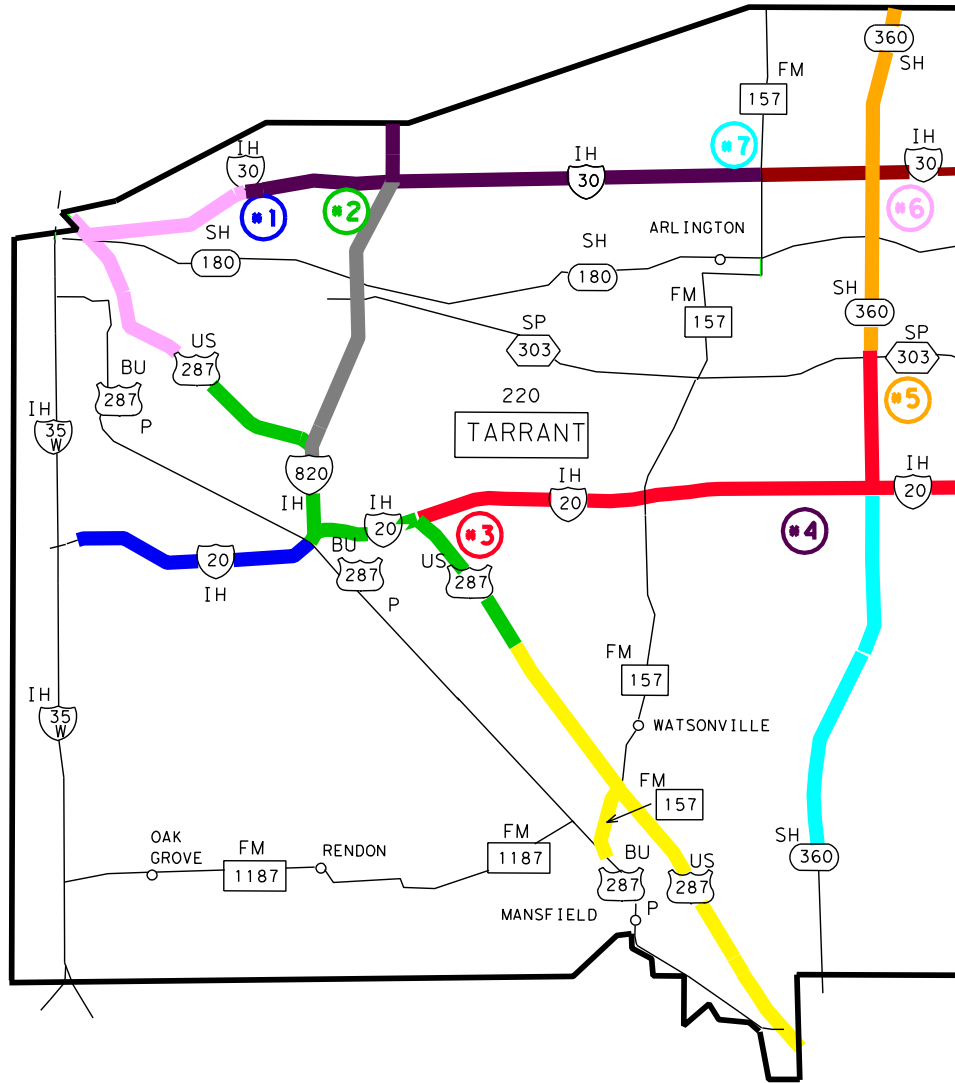 360
SH
FM
157
#7
IH
30
IH
30
IH
30
#1
#2
#6
SH
180
ARLINGTON
SH
180
FM
157
SH
360
SP
303
SP
303
US
287
BU
287
P
#5
220
TARRANT
IH
35
W
820
IH
IH
20
IH
20
IH
20
#3
#4
BU
287
P
US
287
20
IH
FM
157
IH
35
W
WATSONVILLE
FM
157
OAK
GROVE
FM
1187
RENDON
FM
1187
BU
287
P
US
287
SH
360
MANSFIELD